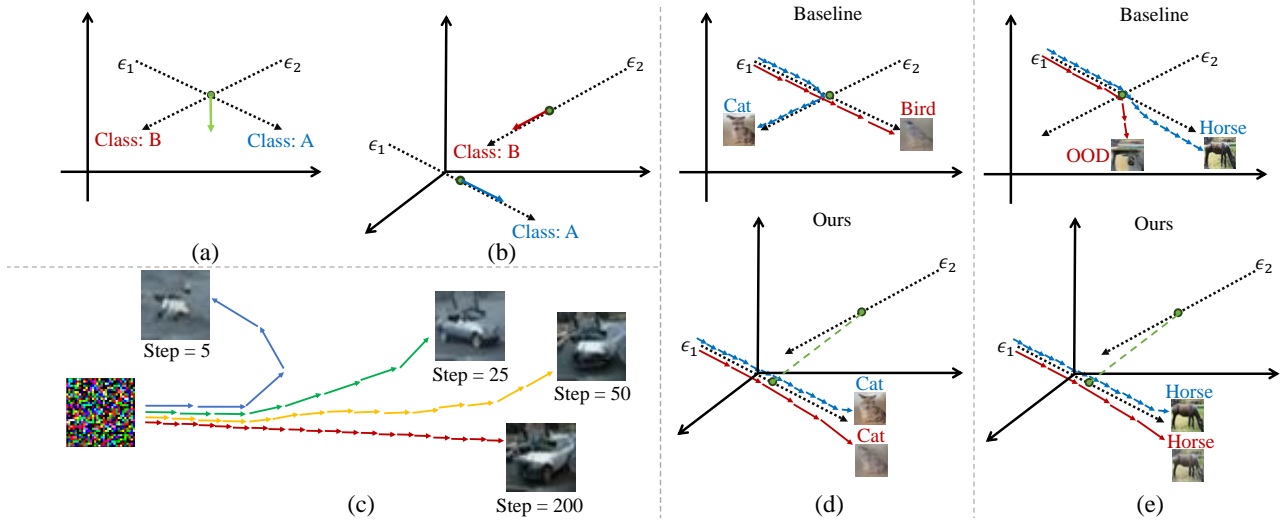 ϵ₁
ϵ₂
Class: B
Class: A
(a)
ϵ₂
ϵ₁
Class: B
Class: A
(b)
Step = 5
Step = 25
Step = 50
Step = 200
(c)
Baseline
ϵ₁
ϵ₂
Cat
Bird
Ours
ϵ₂
ϵ₁
Cat
Cat
(d)
Baseline
ϵ₁
ϵ₂
Horse
OOD
Ours
ϵ₂
ϵ₁
Horse
Horse
(e)